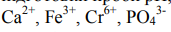 Ca²⁺, Fe³⁺, Cr⁶⁺, PO₄³⁻